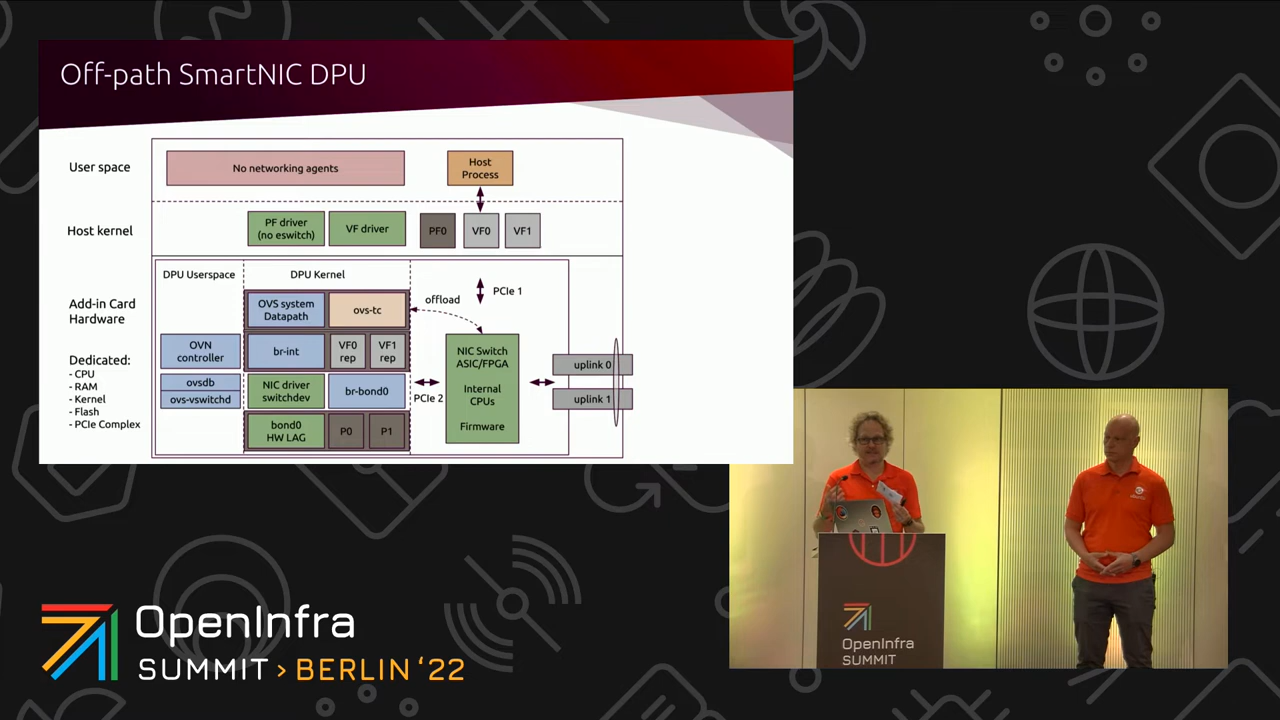 Off-path SmartNIC DPU
User space
No networking agents
Host
Process
Host kernel
PF driver
(no eswitch)
VF driver
PF0
VF0
VF1
DPU Userspace
DPU Kernel
Add-in Card
Hardware
OVS system
Datapath
ovs-tc
offload
PCIe 1
OVN
controller
br-int
VF0
rep
VF1
rep
NIC Switch
ASIC/FPGA
Internal
CPUs
Firmware
uplink 0
uplink 1
Dedicated:
- CPU
- RAM
- Kernel
- Flash
- PCIe Complex
ovsdb
ovs-vswitchd
NIC driver
switchdev
br-bond0
PCIe 2
bond0
HW LAG
P0
P1
OpenInfra
SUMMIT > BERLIN ‘22
OpenInfra
SUMMIT